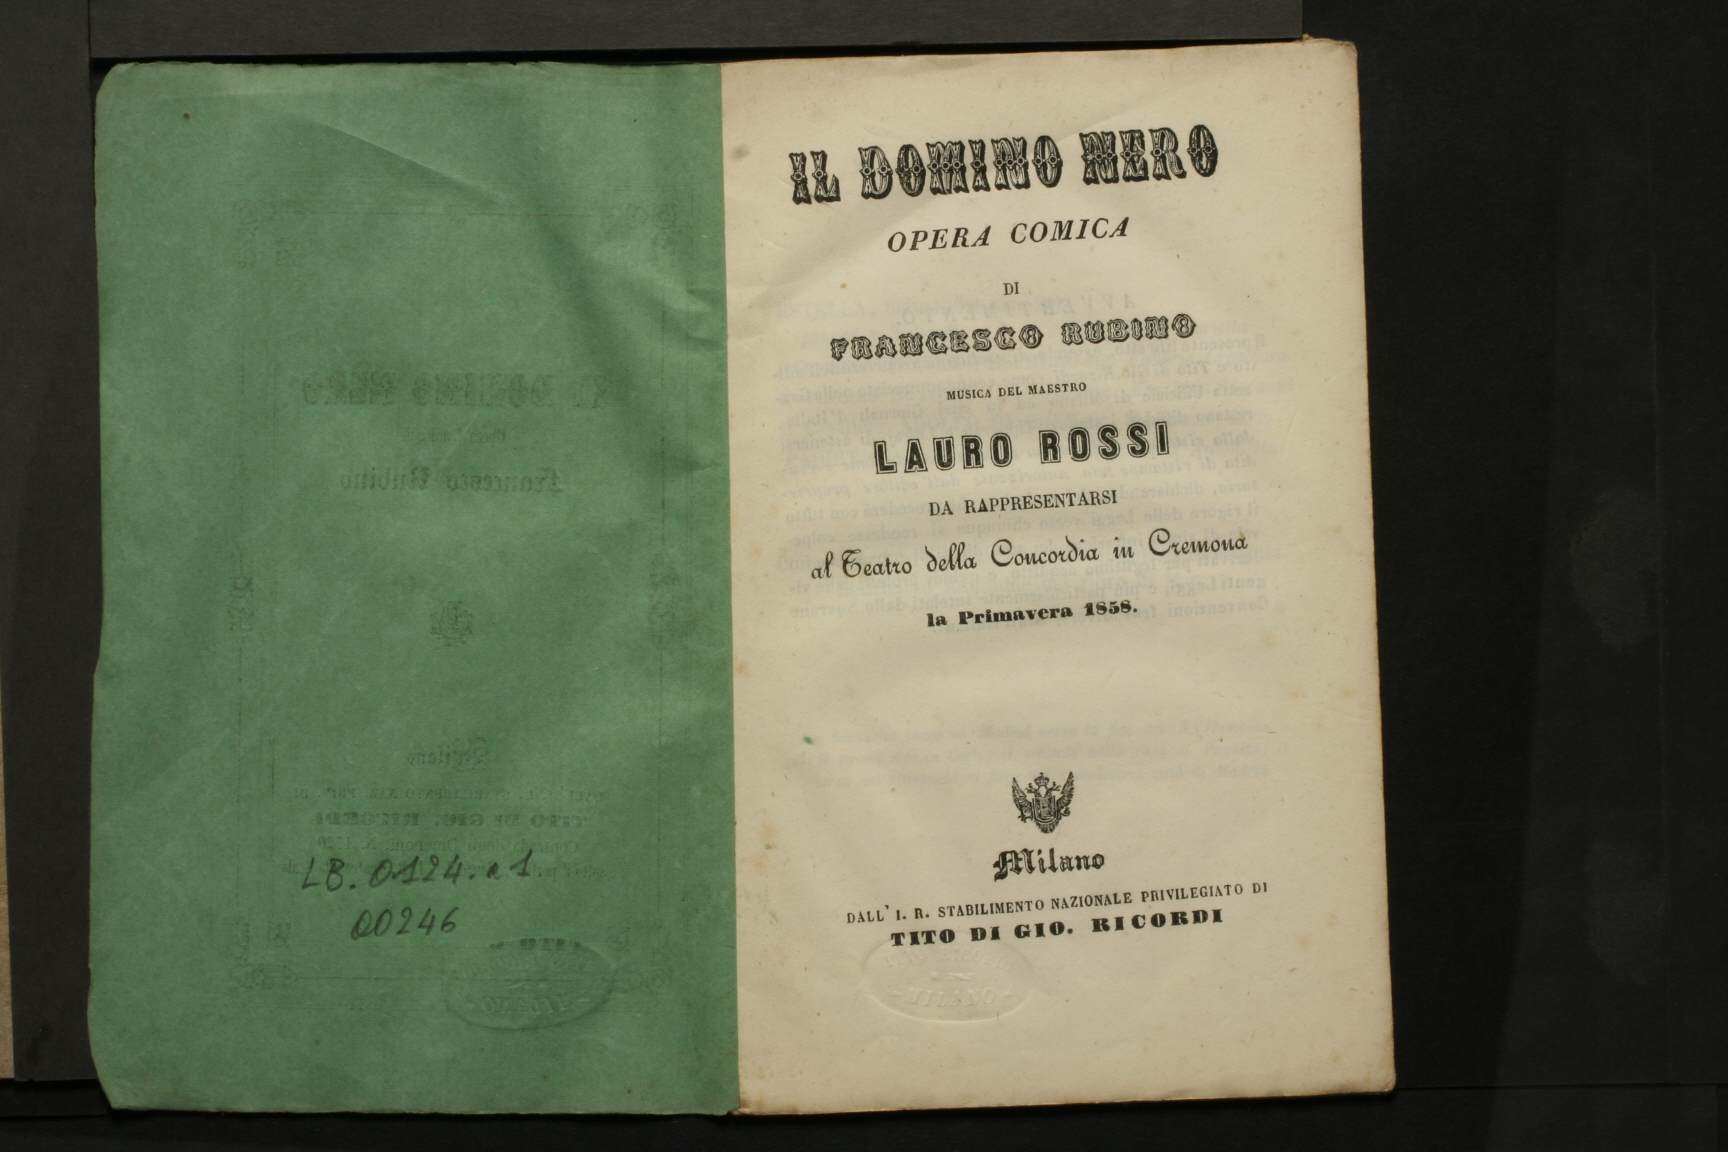 LB. 0124. a 1
00246
IL DOMINO NERO
OPERA COMICA
DI
FRANCESCO RUBINO
MUSICA DEL MAESTRO
LAURO ROSSI
DA RAPPRESENTARSI
al Teatro della Concordia in Cremona
la Primavera 1858.
Milano
DALL' I. R. STABILIMENTO NAZIONALE PRIVILEGIATO DI
TITO DI GIO. RICORDI